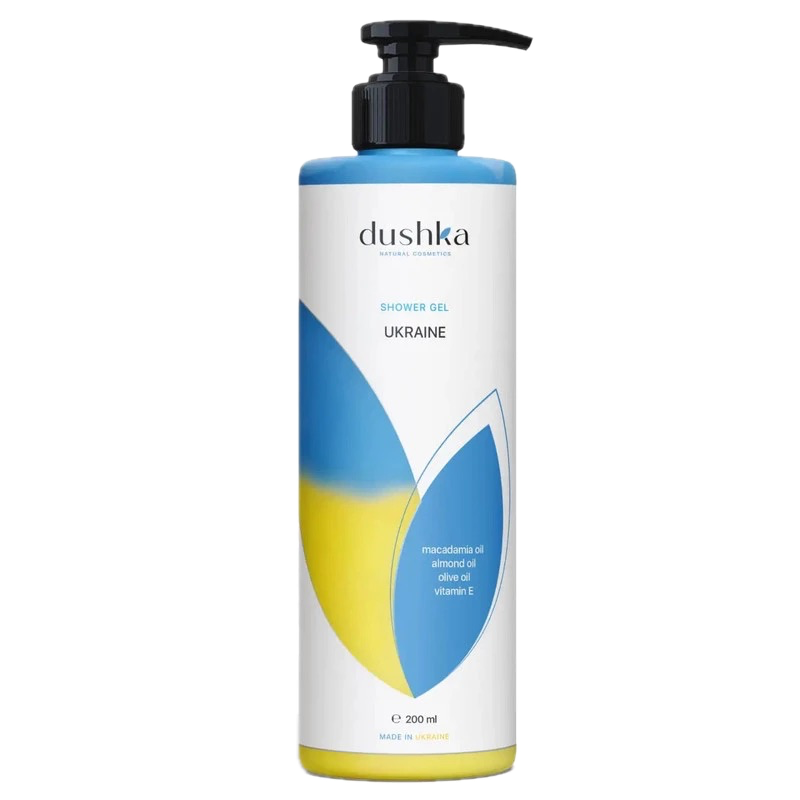 dushka
NATURAL COSMETICS
SHOWER GEL
UKRAINE
macadamia oil
almond oil
olive oil
vitamin E
℮ 200 ml
MADE IN UKRAINE